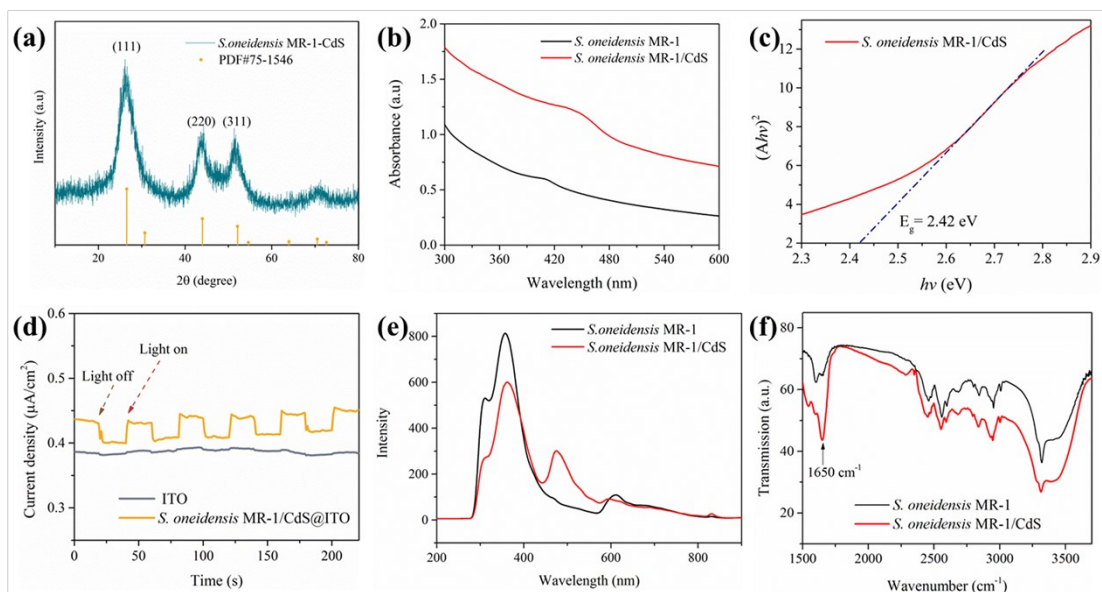 (a)
(111)
S.oneidensis MR-1-CdS
PDF#75-1546
(220)
(311)
Intensity (a.u)
10 20 40 60 80
2θ (degree)
(b)
S. oneidensis MR-1
S. oneidensis MR-1/CdS
Absorbance (a.u)
2.0
1.5
1.0
0.5
0.0
300 360 420 480 540 600
Wavelength (nm)
(c)
S. oneidensis MR-1/CdS
(Ahν)²
12
10
8
6
4
2
E_g = 2.42 eV
2.3 2.4 2.5 2.6 2.7 2.8 2.9
hν (eV)
(d)
Light on
Light off
Current density (μA/cm²)
0.6
0.5
0.4
0.3
ITO
S. oneidensis MR-1/CdS@ITO
0 50 100 150 200
Time (s)
(e)
S.oneidensis MR-1
S.oneidensis MR-1/CdS
Intensity
800
600
400
200
0
200 400 600 800
Wavelength (nm)
(f)
Transmission (a.u.)
80
60
40
20
1650 cm⁻¹
S. oneidensis MR-1
S. oneidensis MR-1/CdS
1500 2000 2500 3000 3500
Wavenumber (cm⁻¹)